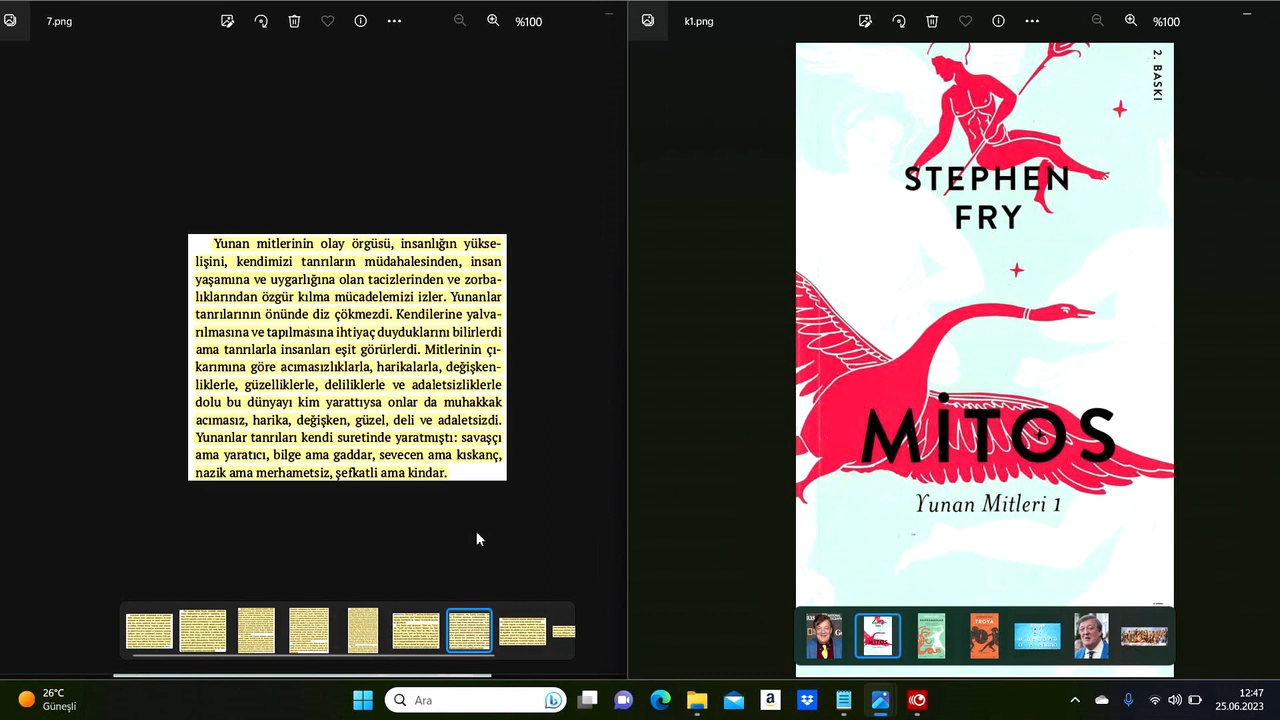 7.png
%100
k1.png
%100
Yunan mitlerinin olay örgüsü, insanlığın yükse-
lişini, kendimizi tanrıların müdahalesinden, insan
yaşamına ve uygarlığına olan tacizlerinden ve zorba-
lıklarından özgür kılma mücadelemizi izler. Yunanlar
tanrılarının önünde diz çökmezdi. Kendilerine yalva-
rılmasına ve tapılmasına ihtiyaç duyduklarını bilirlerdi
ama tanrılarla insanları eşit görürlerdi. Mitlerinin çı-
karımına göre acımasızlıklarla, harikalarla, değişken-
liklerle, güzelliklerle, deliliklerle ve adaletsizliklerle
dolu bu dünyayı kim yarattıysa onlar da muhakkak
acımasız, harika, değişken, güzel, deli ve adaletsizdi.
Yunanlar tanrıları kendi suretinde yaratmıştı: savaşçı
ama yaratıcı, bilge ama gaddar, sevecen ama kıskanç,
nazik ama merhametsiz, şefkatli ama kindar.
2. BASKI
STEPHEN
FRY
MİTOS
Yunan Mitleri 1
TROYA
26°C
Güneşli
Ara
12:47
25.06.2023